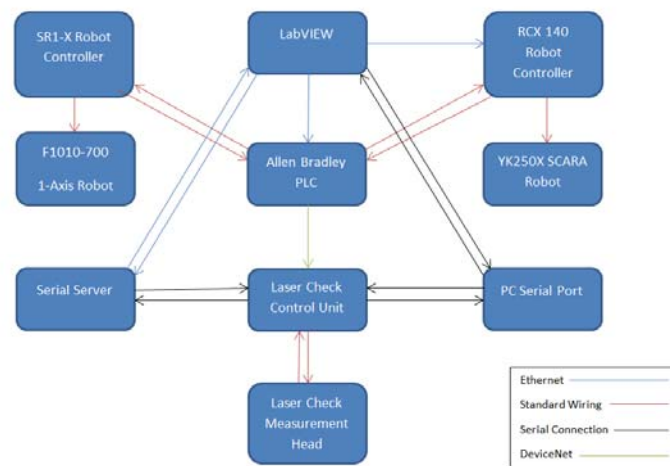 SR1-X Robot
Controller
LabVIEW
RCX 140
Robot
Controller
F1010-700
1-Axis Robot
Allen Bradley
PLC
YK250X SCARA
Robot
Serial Server
Laser Check
Control Unit
PC Serial Port
Laser Check
Measurement
Head
Ethernet
Standard Wiring
Serial Connection
DeviceNet